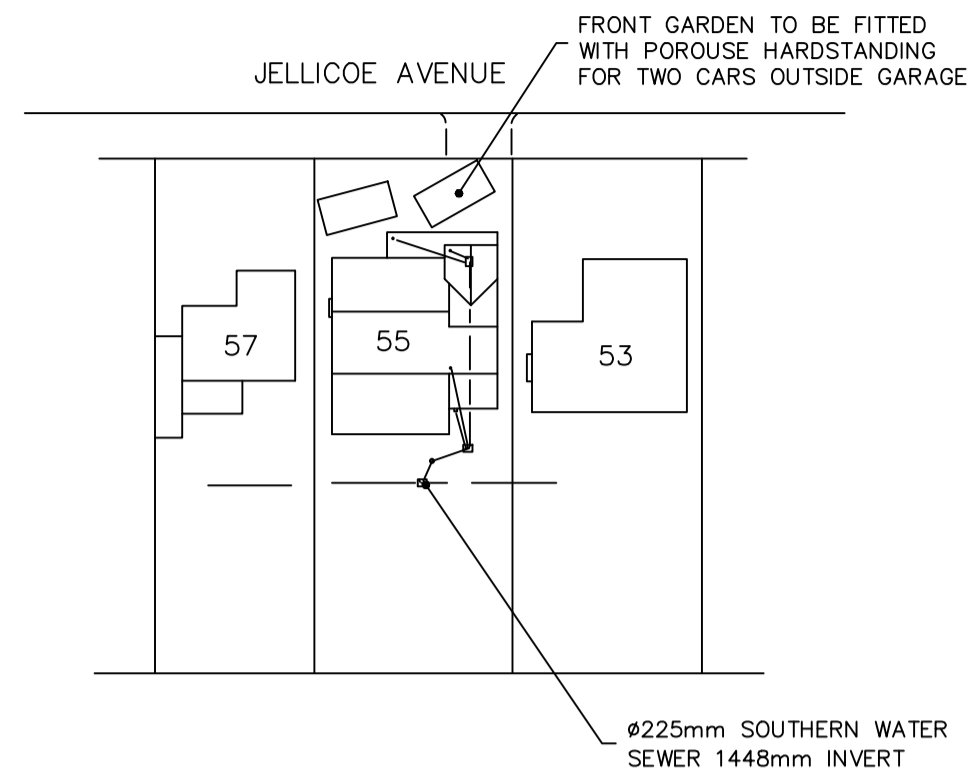 FRONT GARDEN TO BE FITTED
WITH POROUSE HARDSTANDING
FOR TWO CARS OUTSIDE GARAGE
JELLICOE AVENUE
57
55
53
ø225mm SOUTHERN WATER
SEWER 1448mm INVERT